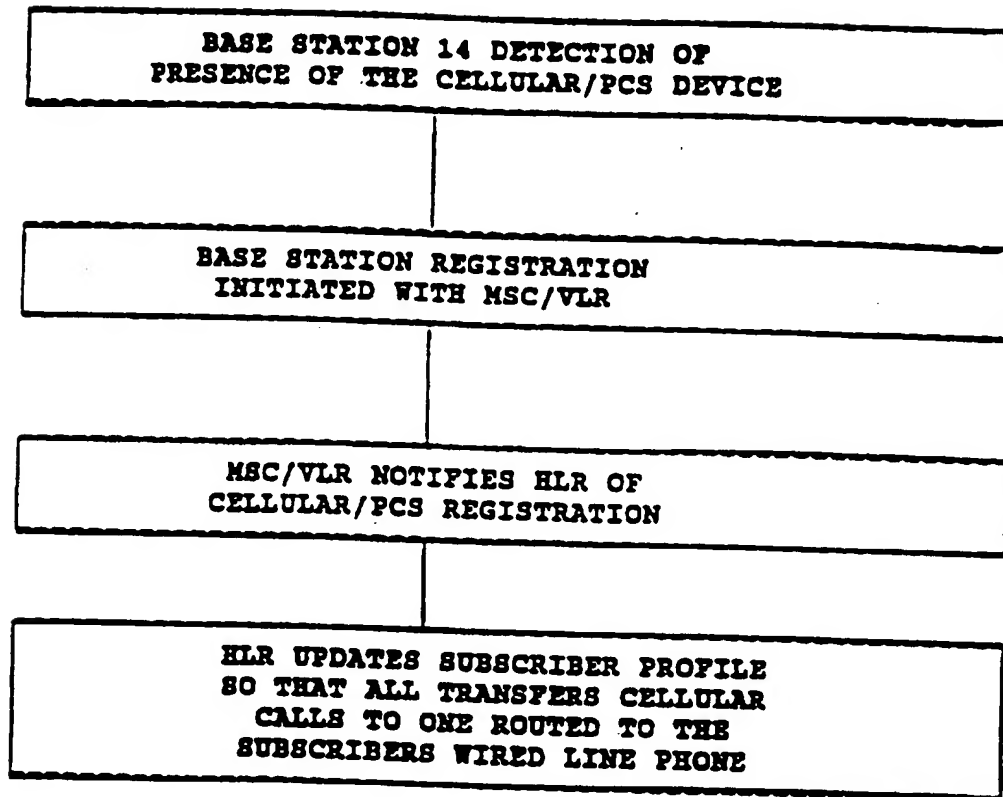 BASE STATION 14 DETECTION OF
PRESENCE OF THE CELLULAR/PCS DEVICE
BASE STATION REGISTRATION
INITIATED WITH MSC/VLR
MSC/VLR NOTIFIES HLR OF
CELLULAR/PCS REGISTRATION
HLR UPDATES SUBSCRIBER PROFILE
SO THAT ALL TRANSFERS CELLULAR
CALLS TO ONE ROUTED TO THE
SUBSCRIBERS WIRED LINE PHONE